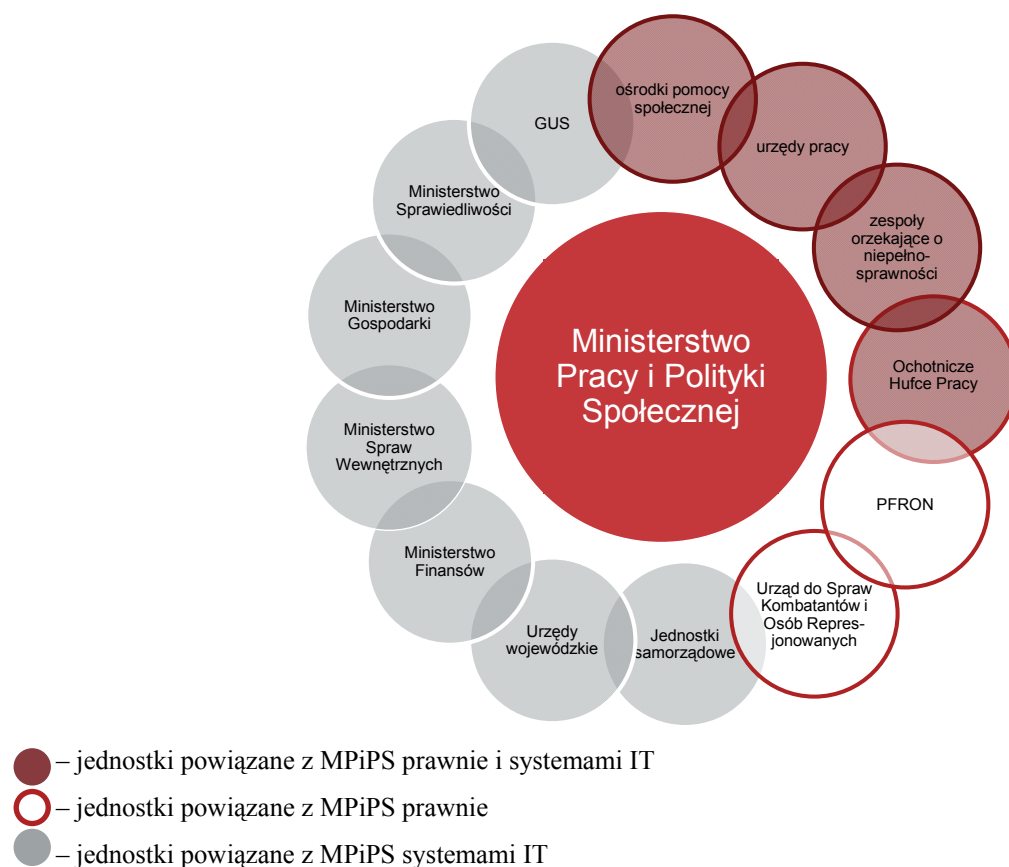 ośrodki pomocy
społecznej
urzędy pracy
zespoły
orzekające o
niepełno-
sprawności
Ochotnicze
Hufce Pracy
PFRON
Urząd do Spraw
Kombatantów i
Osób Repres-
jonowanych
Jednostki
samorządowe
Urzędy
wojewódzkie
Ministerstwo
Finansów
Ministerstwo
Spraw
Wewnętrznych
Ministerstwo
Gospodarki
Ministerstwo
Sprawiedliwości
GUS
Ministerstwo
Pracy i Polityki
Społecznej
– jednostki powiązane z MPiPS prawnie i systemami IT
– jednostki powiązane z MPiPS prawnie
– jednostki powiązane z MPiPS systemami IT